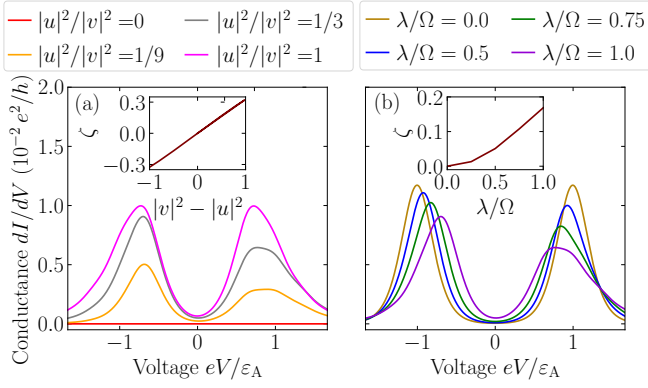 |u|²/|v|²=0
|u|²/|v|²=1/3
|u|²/|v|²=1/9
|u|²/|v|²=1
λ/Ω = 0.0
λ/Ω = 0.75
λ/Ω = 0.5
λ/Ω = 1.0
Conductance dI/dV (10⁻² e²/h)
2.0
1.5
1.0
0.5
0.0
(a)
ζ
0.3
0.0
−0.3
−1
0
1
|v|² − |u|²
−1
0
1
Voltage eV/ε_A
(b)
ζ
0.2
0.1
0.0
0.0
0.5
1.0
λ/Ω
−1
0
1
Voltage eV/ε_A